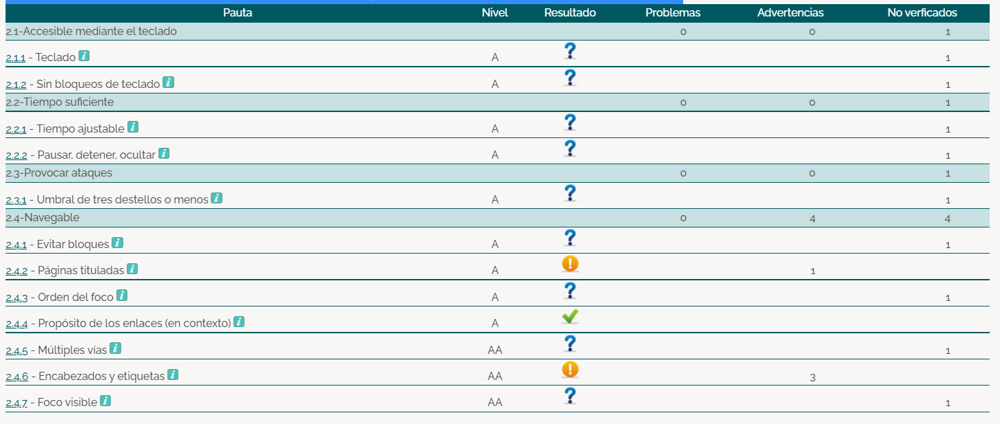 Pauta Nivel Resultado Problemas Advertencias No verficados
2.1-Accesible mediante el teclado 0 0 1
2.1.1 - Teclado i A ? 1
2.1.2 - Sin bloqueos de teclado i A ? 1
2.2-Tiempo suficiente 0 0 1
2.2.1 - Tiempo ajustable i A ? 1
2.2.2 - Pausar, detener, ocultar i A ? 1
2.3-Provocar ataques 0 0 1
2.3.1 - Umbral de tres destellos o menos i A ? 1
2.4-Navegable 0 4 4
2.4.1 - Evitar bloques i A ? 1
2.4.2 - Páginas tituladas i A ! 1
2.4.3 - Orden del foco i A ? 1
2.4.4 - Propósito de los enlaces (en contexto) i A
2.4.5 - Múltiples vías i AA ? 1
2.4.6 - Encabezados y etiquetas i AA ! 3
2.4.7 - Foco visible i AA ? 1